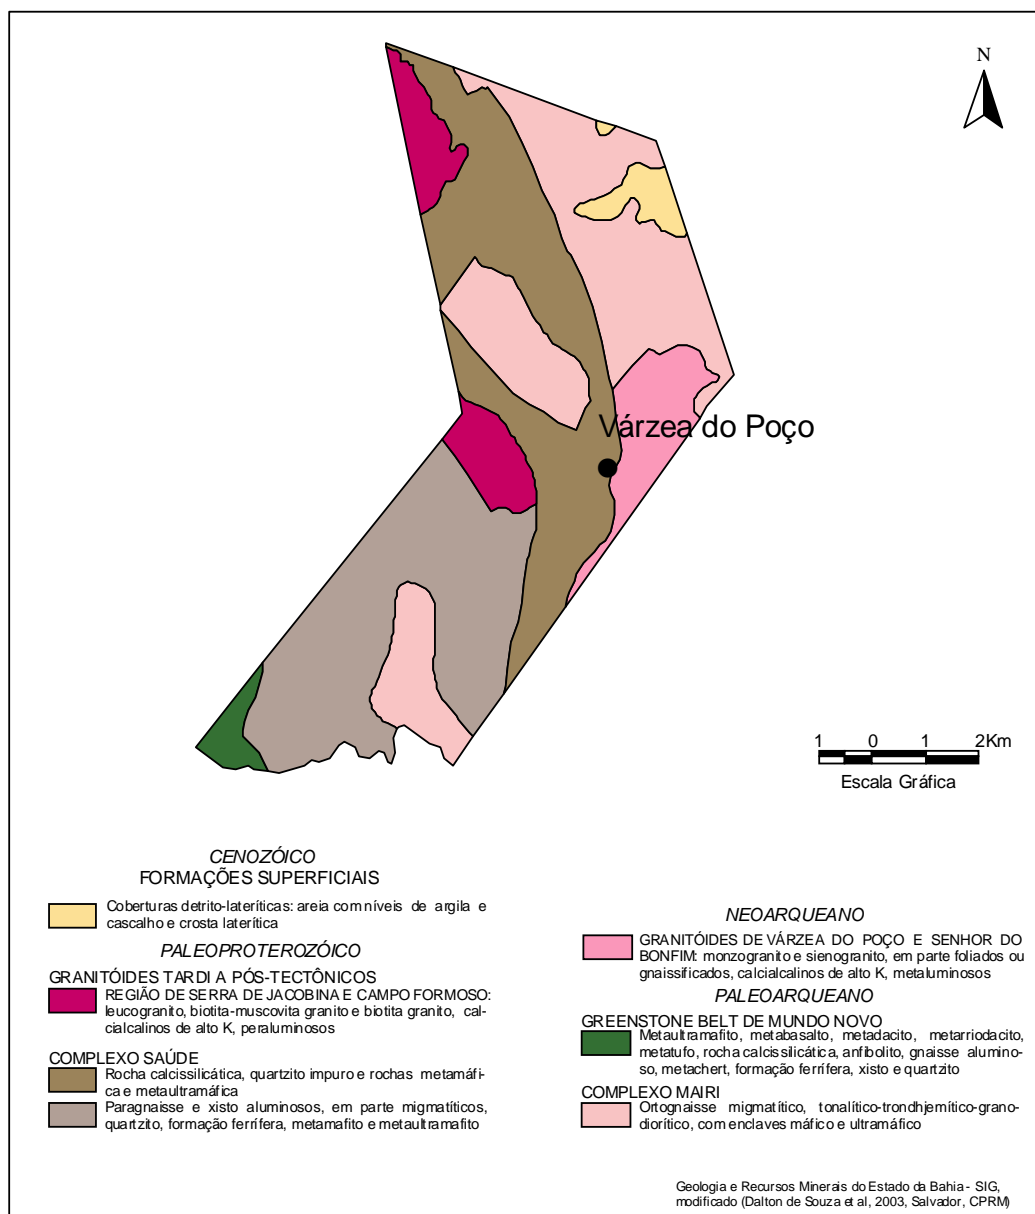 N
Várzea do Poço
1 0 1 2Km
Escala Gráfica
CENOZÓICO
FORMAÇÕES SUPERFICIAIS
Coberturas detrito-lateríticas: areia com níveis de argila e
cascalho e crosta laterítica
PALEOPROTEROZÓICO
GRANITÓIDES TARDI A PÓS-TECTÔNICOS
REGIÃO DE SERRA DE JACOBINA E CAMPO FORMOSO:
leucogranito, biotita-muscovita granito e biotita granito, cal-
cialcalinos de alto K, peraluminosos
COMPLEXO SAÚDE
Rocha calcissilicática, quartzito impuro e rochas metamáfi-
ca e metaultramáfica
Paragnaisse e xisto aluminosos, em parte migmatíticos,
quartzito, formação ferrífera, metamafito e metaultramafito
NEOARQUEANO
GRANITÓIDES DE VÁRZEA DO POÇO E SENHOR DO
BONFIM: monzogranito e sienogranito, em parte foliados ou
gnaissificados, calcialcalinos de alto K, metaluminosos
PALEOARQUEANO
GREENSTONE BELT DE MUNDO NOVO
Metaultramafito, metabasalto, metadacito, metarriodacito,
metatufo, rocha calcissilicática, anfibolito, gnaisse alumino-
so, metachert, formação ferrífera, xisto e quartzito
COMPLEXO MAIRI
Ortognaisse migmatítico, tonalítico-trondhjemítico-grano-
diorítico, com enclaves máfico e ultramáfico
Geologia e Recursos Minerais do Estado da Bahia - SIG,
modificado (Dalton de Souza et al, 2003, Salvador, CPRM)